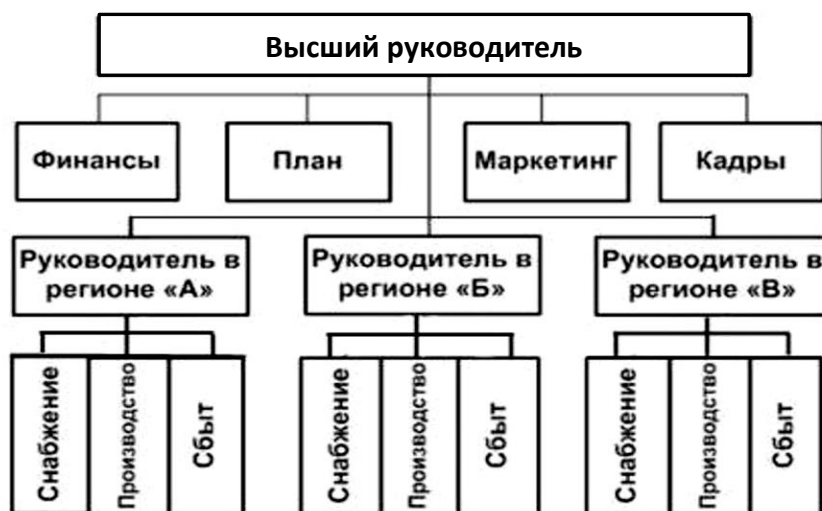 Высший руководитель
Финансы
План
Маркетинг
Кадры
Руководитель в
регионе «А»
Руководитель в
регионе «Б»
Руководитель в
регионе «В»
Снабжение
Производство
Сбыт
Снабжение
Производство
Сбыт
Снабжение
Производство
Сбыт